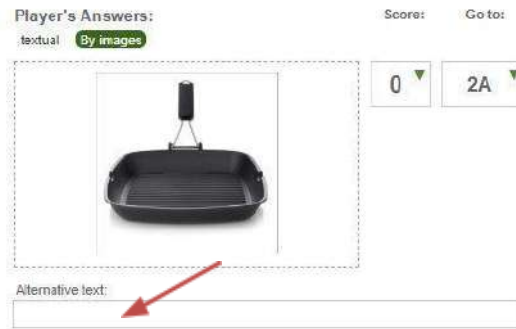 Player's Answers:
Score:
Go to:
textual
By images
0
2A
Alternative text: